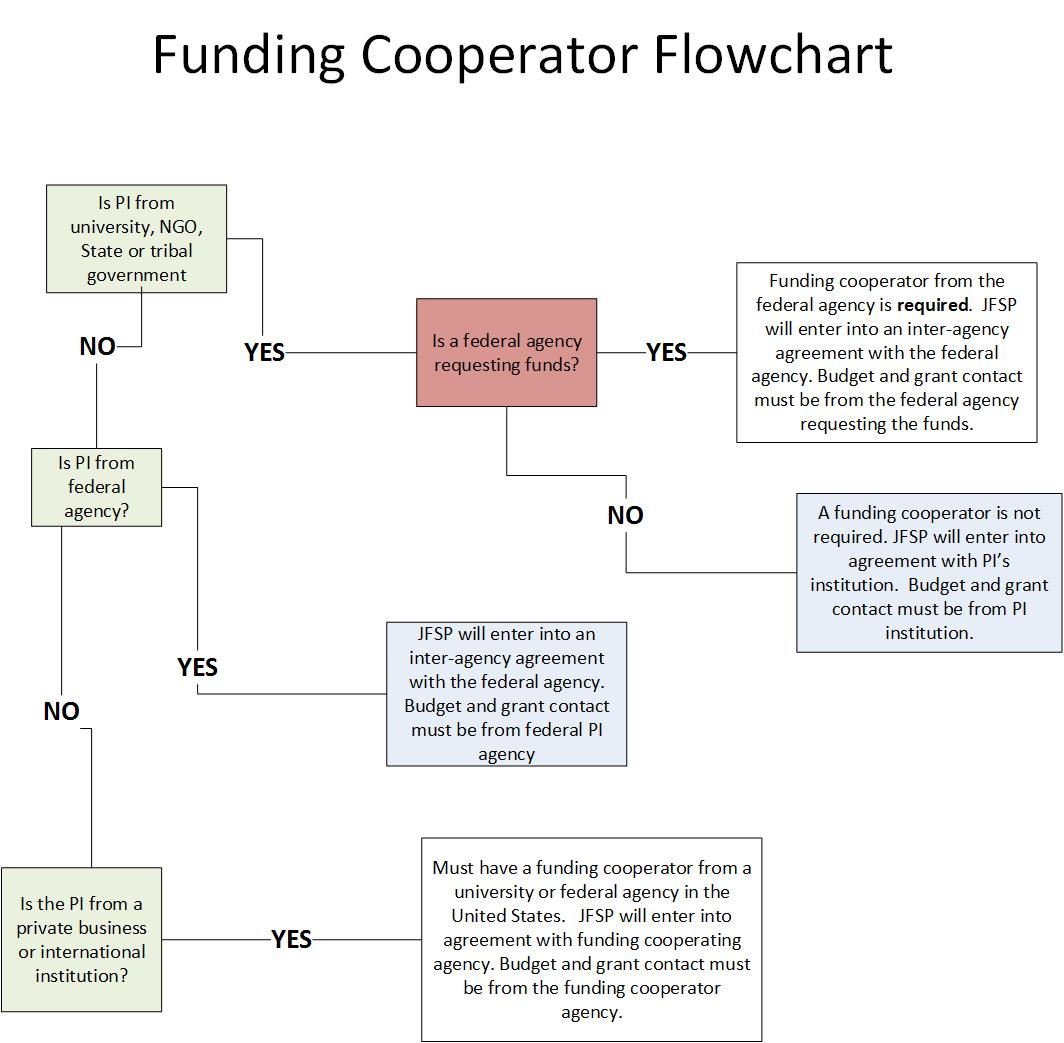 Funding Cooperator Flowchart
Is PI from
university, NGO,
State or tribal
government
NO
YES
Is a federal agency
requesting funds?
YES
Funding cooperator from the
federal agency is required. JFSP
will enter into an inter-agency
agreement with the federal
agency. Budget and grant contact
must be from the federal agency
requesting the funds.
NO
A funding cooperator is not
required. JFSP will enter into
agreement with PI’s
institution. Budget and grant
contact must be from PI
institution.
Is PI from
federal
agency?
YES
JFSP will enter into an
inter-agency agreement
with the federal agency.
Budget and grant contact
must be from federal PI
agency
NO
Is the PI from a
private business
or international
institution?
YES
Must have a funding cooperator from a
university or federal agency in the
United States. JFSP will enter into
agreement with funding cooperating
agency. Budget and grant contact must
be from the funding cooperator
agency.